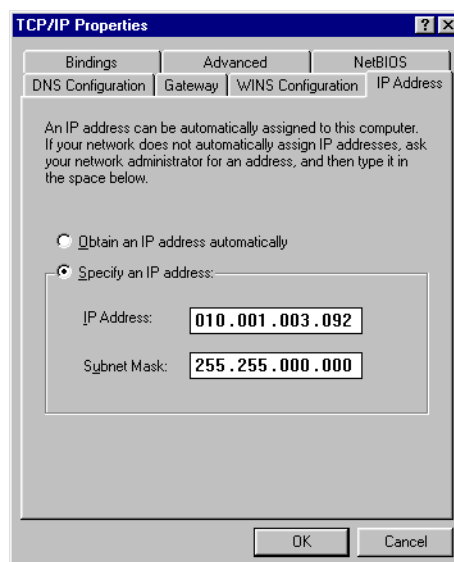 TCP/IP Properties
? ×
Bindings Advanced NetBIOS
DNS Configuration Gateway WINS Configuration IP Address
An IP address can be automatically assigned to this computer.
If your network does not automatically assign IP addresses, ask
your network administrator for an address, and then type it in
the space below.
Obtain an IP address automatically
Specify an IP address:
IP Address: 010.001.003.092
Subnet Mask: 255.255.000.000
OK Cancel